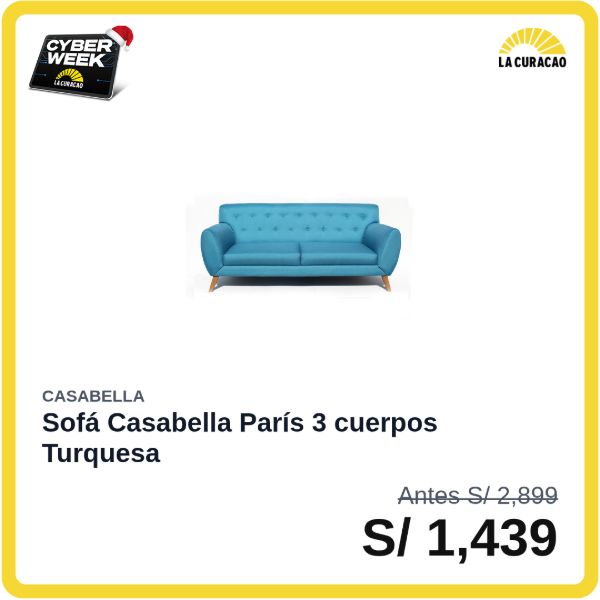 CYBER
WEEK
LA CURACAO
LA CURACAO
CASABELLA
Sofá Casabella París 3 cuerpos
Turquesa
Antes S/ 2,899
S/ 1,439